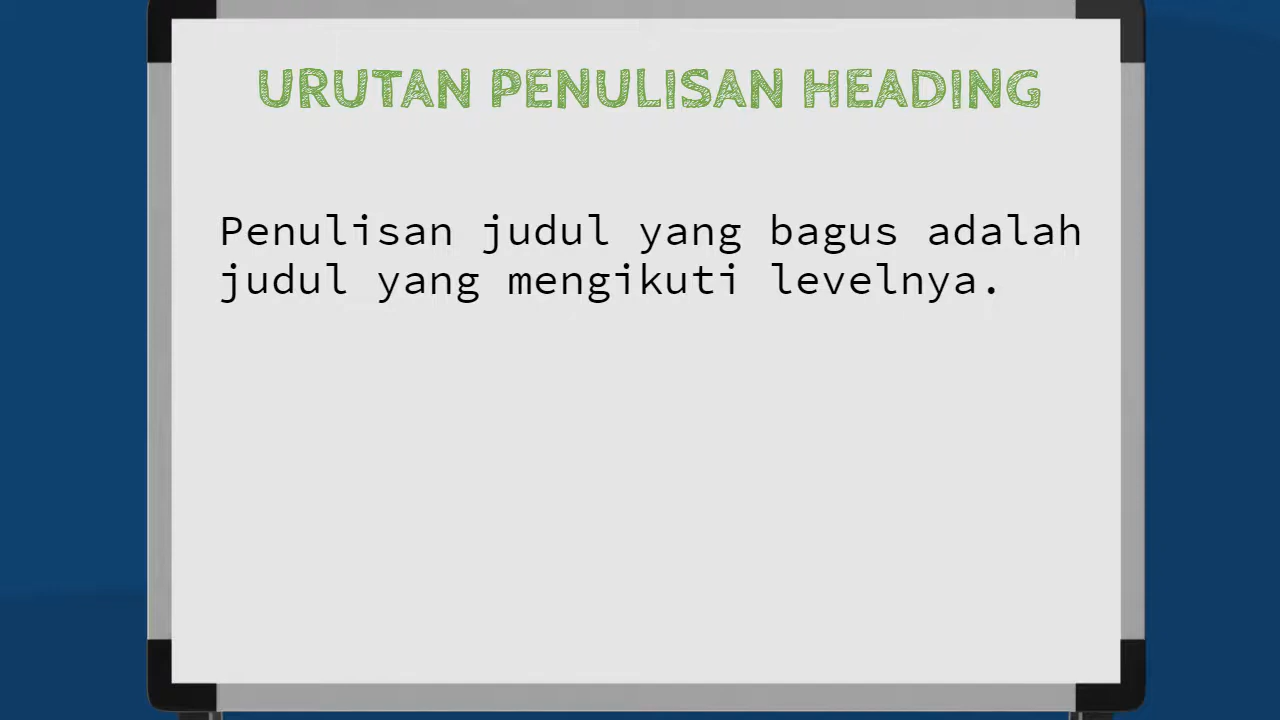 URUTAN PENULISAN HEADING
Penulisan judul yang bagus adalah
judul yang mengikuti levelnya.